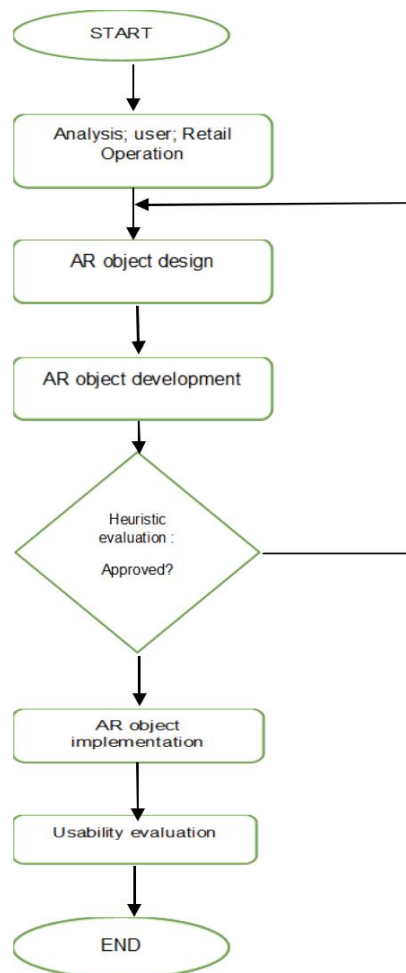 START
Analysis; user; Retail
Operation
AR object design
AR object development
Heuristic
evaluation :
Approved?
AR object
implementation
Usability evaluation
END